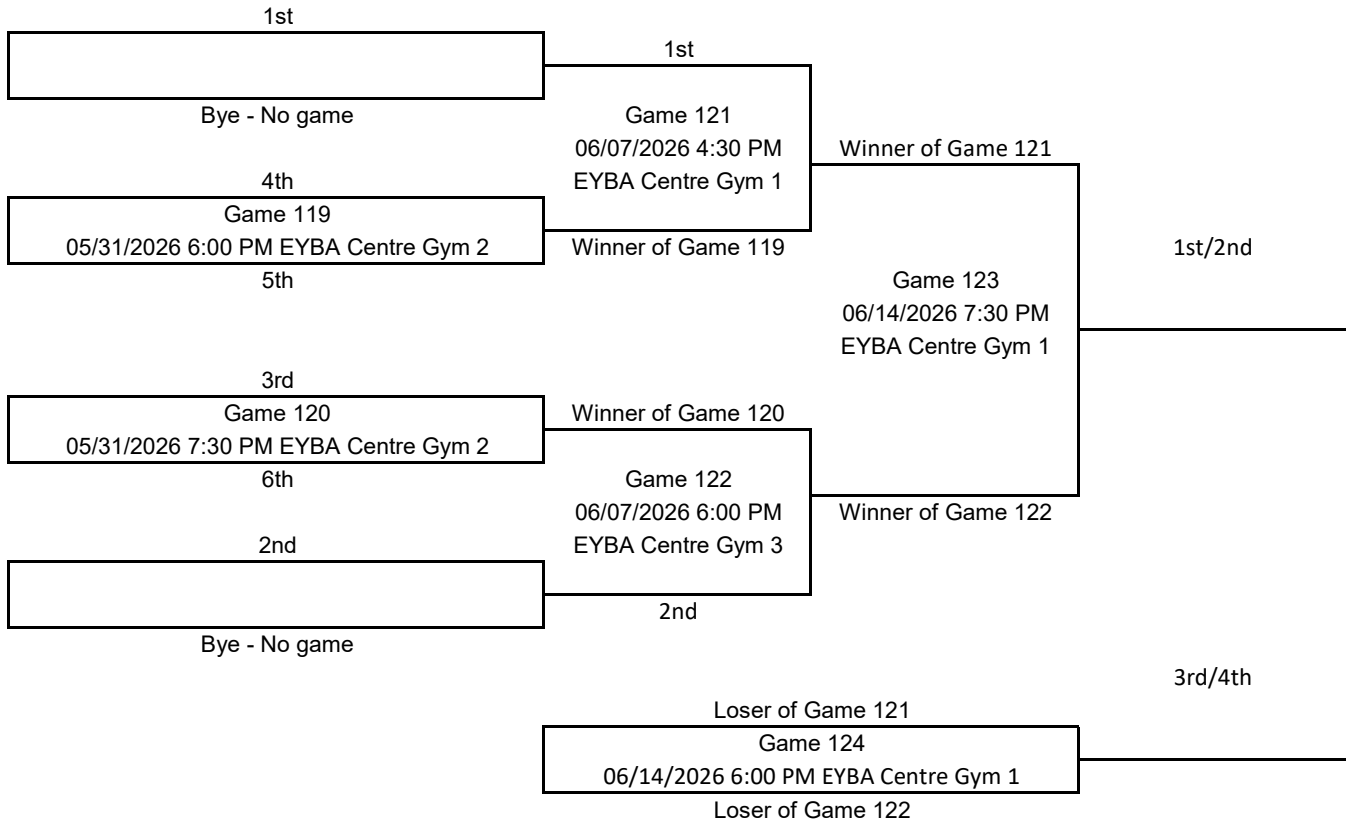 1st
Bye - No game
4th
Game 119
05/31/2026 6:00 PM EYBA Centre Gym 2
5th
3rd
Game 120
05/31/2026 7:30 PM EYBA Centre Gym 2
6th
2nd
Bye - No game
1st
Game 121
06/07/2026 4:30 PM
EYBA Centre Gym 1
Winner of Game 119
Winner of Game 120
Game 122
06/07/2026 6:00 PM
EYBA Centre Gym 3
2nd
Winner of Game 121
Game 123
06/14/2026 7:30 PM
EYBA Centre Gym 1
Winner of Game 122
1st/2nd
Loser of Game 121
Game 124
06/14/2026 6:00 PM EYBA Centre Gym 1
Loser of Game 122
3rd/4th